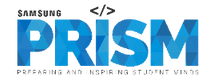 SAMSUNG </>
PRISM
PREPARING AND INSPIRING STUDENT MINDS